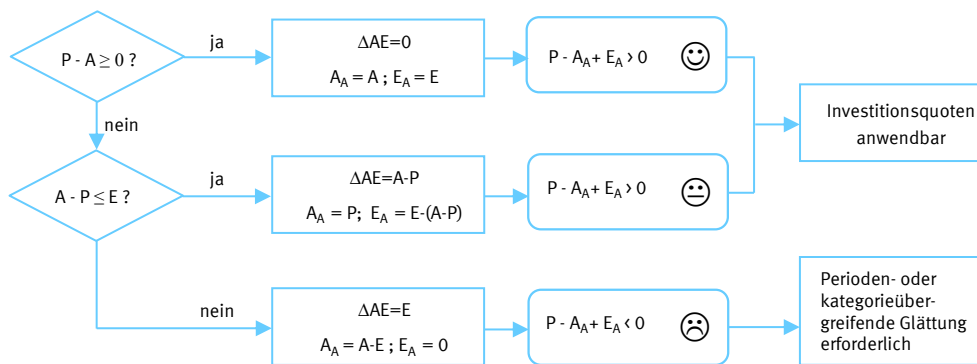 P - A ≥ 0 ?
ja
ΔAE=0
A_A = A ; E_A = E
P - A_A + E_A > 0
nein
Investitionsquoten
anwendbar
A - P ≤ E ?
ja
ΔAE=A-P
A_A = P; E_A = E-(A-P)
P - A_A + E_A > 0
nein
ΔAE=E
A_A = A-E ; E_A = 0
P - A_A + E_A < 0
Perioden- oder
kategorieüber-
greifende Glättung
erforderlich